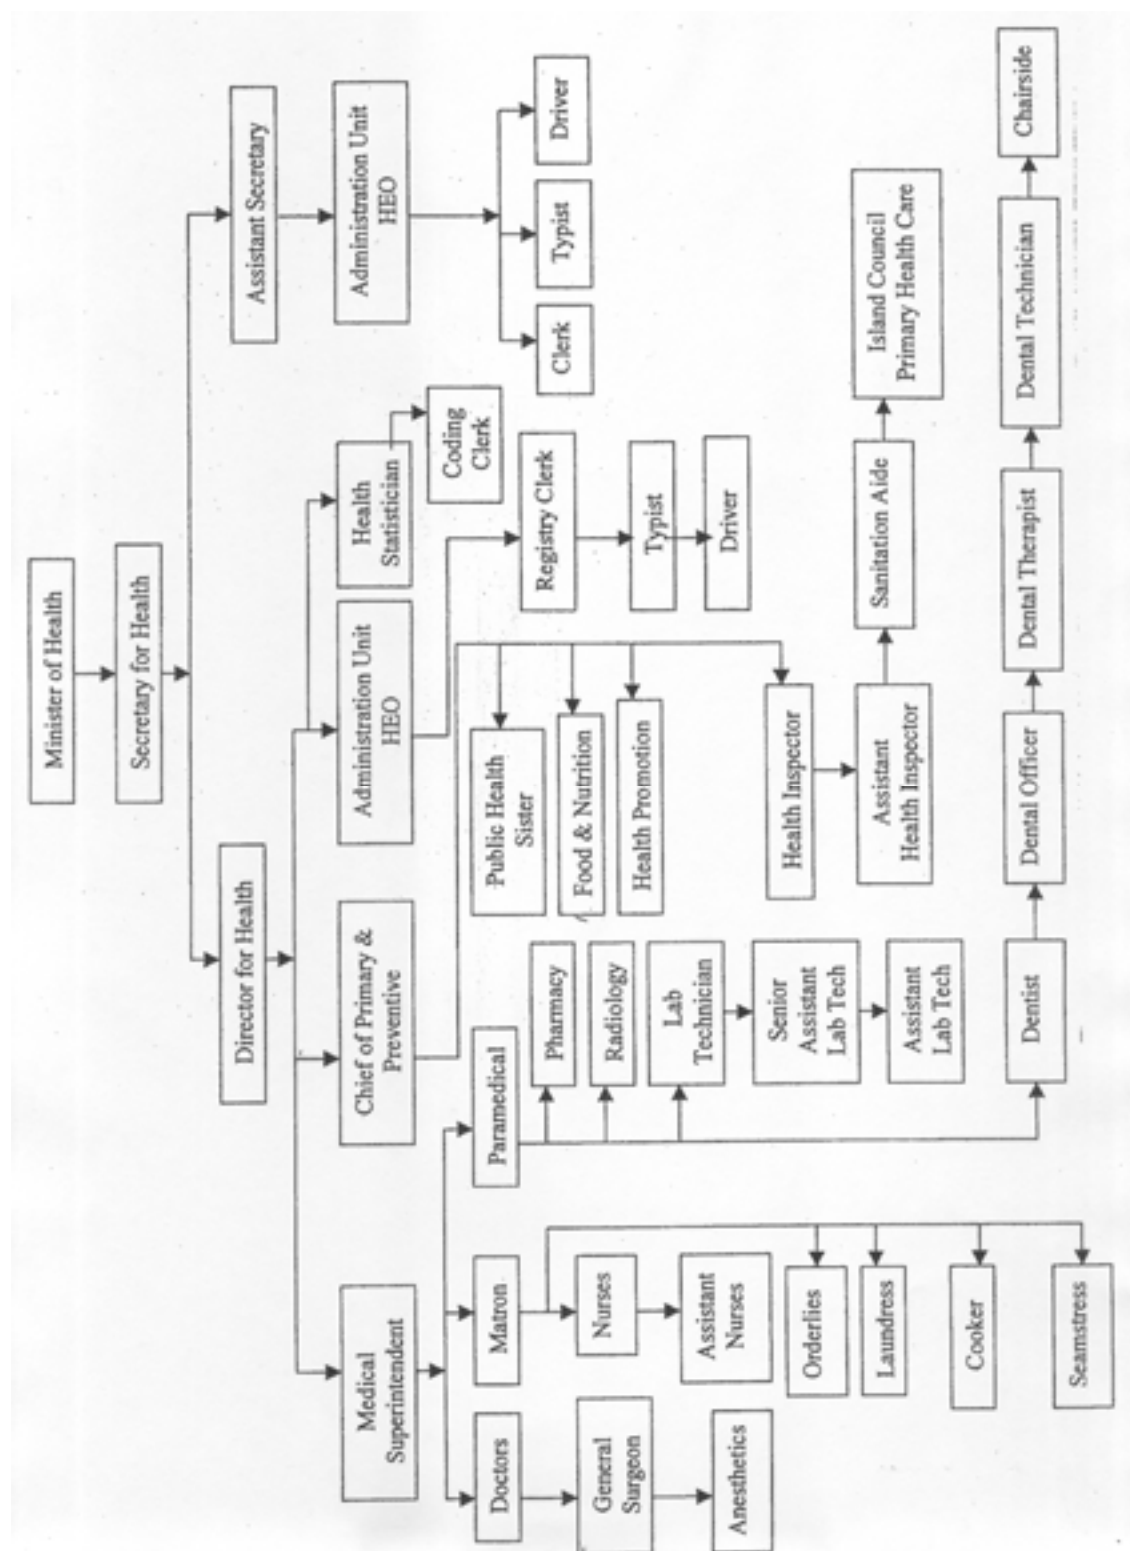 Minister of Health
Secretary for Health
Director for Health
Assistant Secretary
Medical
Superintendent
Chief of Primary &
Preventive
Administration Unit
HEO
Health
Statistician
Administration Unit
HEO
Coding
Clerk
Doctors
Matron
Paramedical
Public Health
Sister
Registry Clerk
Clerk
Typist
Driver
General
Surgeon
Nurses
Pharmacy
Food & Nutrition
Radiology
Health Promotion
Typist
Anesthetics
Assistant
Nurses
Lab
Technician
Driver
Orderlies
Senior
Assistant
Lab Tech
Health Inspector
Laundress
Assistant
Lab Tech
Assistant
Health Inspector
Sanitation Aide
Island Council
Primary Health Care
Cooker
Seamstress
Dentist
Dental Officer
Dental Therapist
Dental Technician
Chairside